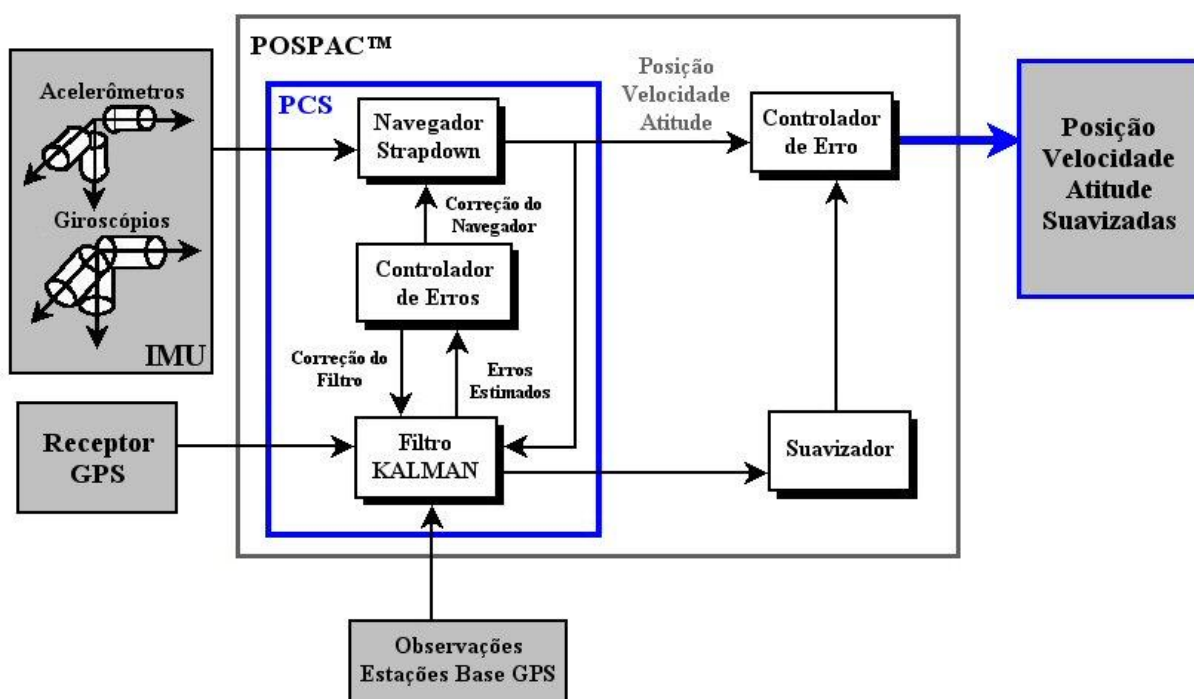 POSPAC™
Acelerômetros
Giroscópios
IMU
Receptor
GPS
PCS
Navegador
Strapdown
Correção do
Navegador
Controlador
de Erros
Correção do
Filtro
Erros
Estimados
Filtro
KALMAN
Observações
Estações Base GPS
Posição
Velocidade
Atitude
Controlador
de Erro
Suavizador
Posição
Velocidade
Atitude
Suavizadas